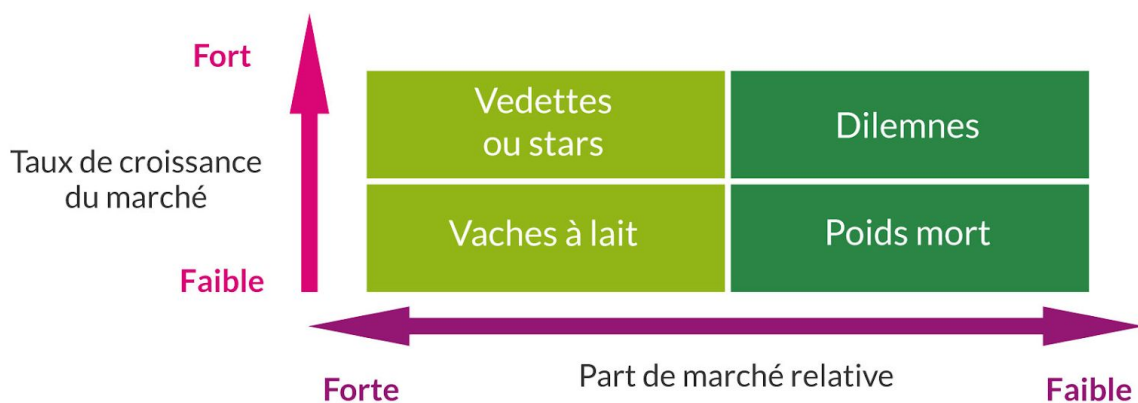 Fort
Vedettes
ou stars
Dilemnes
Taux de croissance
du marché
Vaches à lait
Poids mort
Faible
Part de marché relative
Forte
Faible